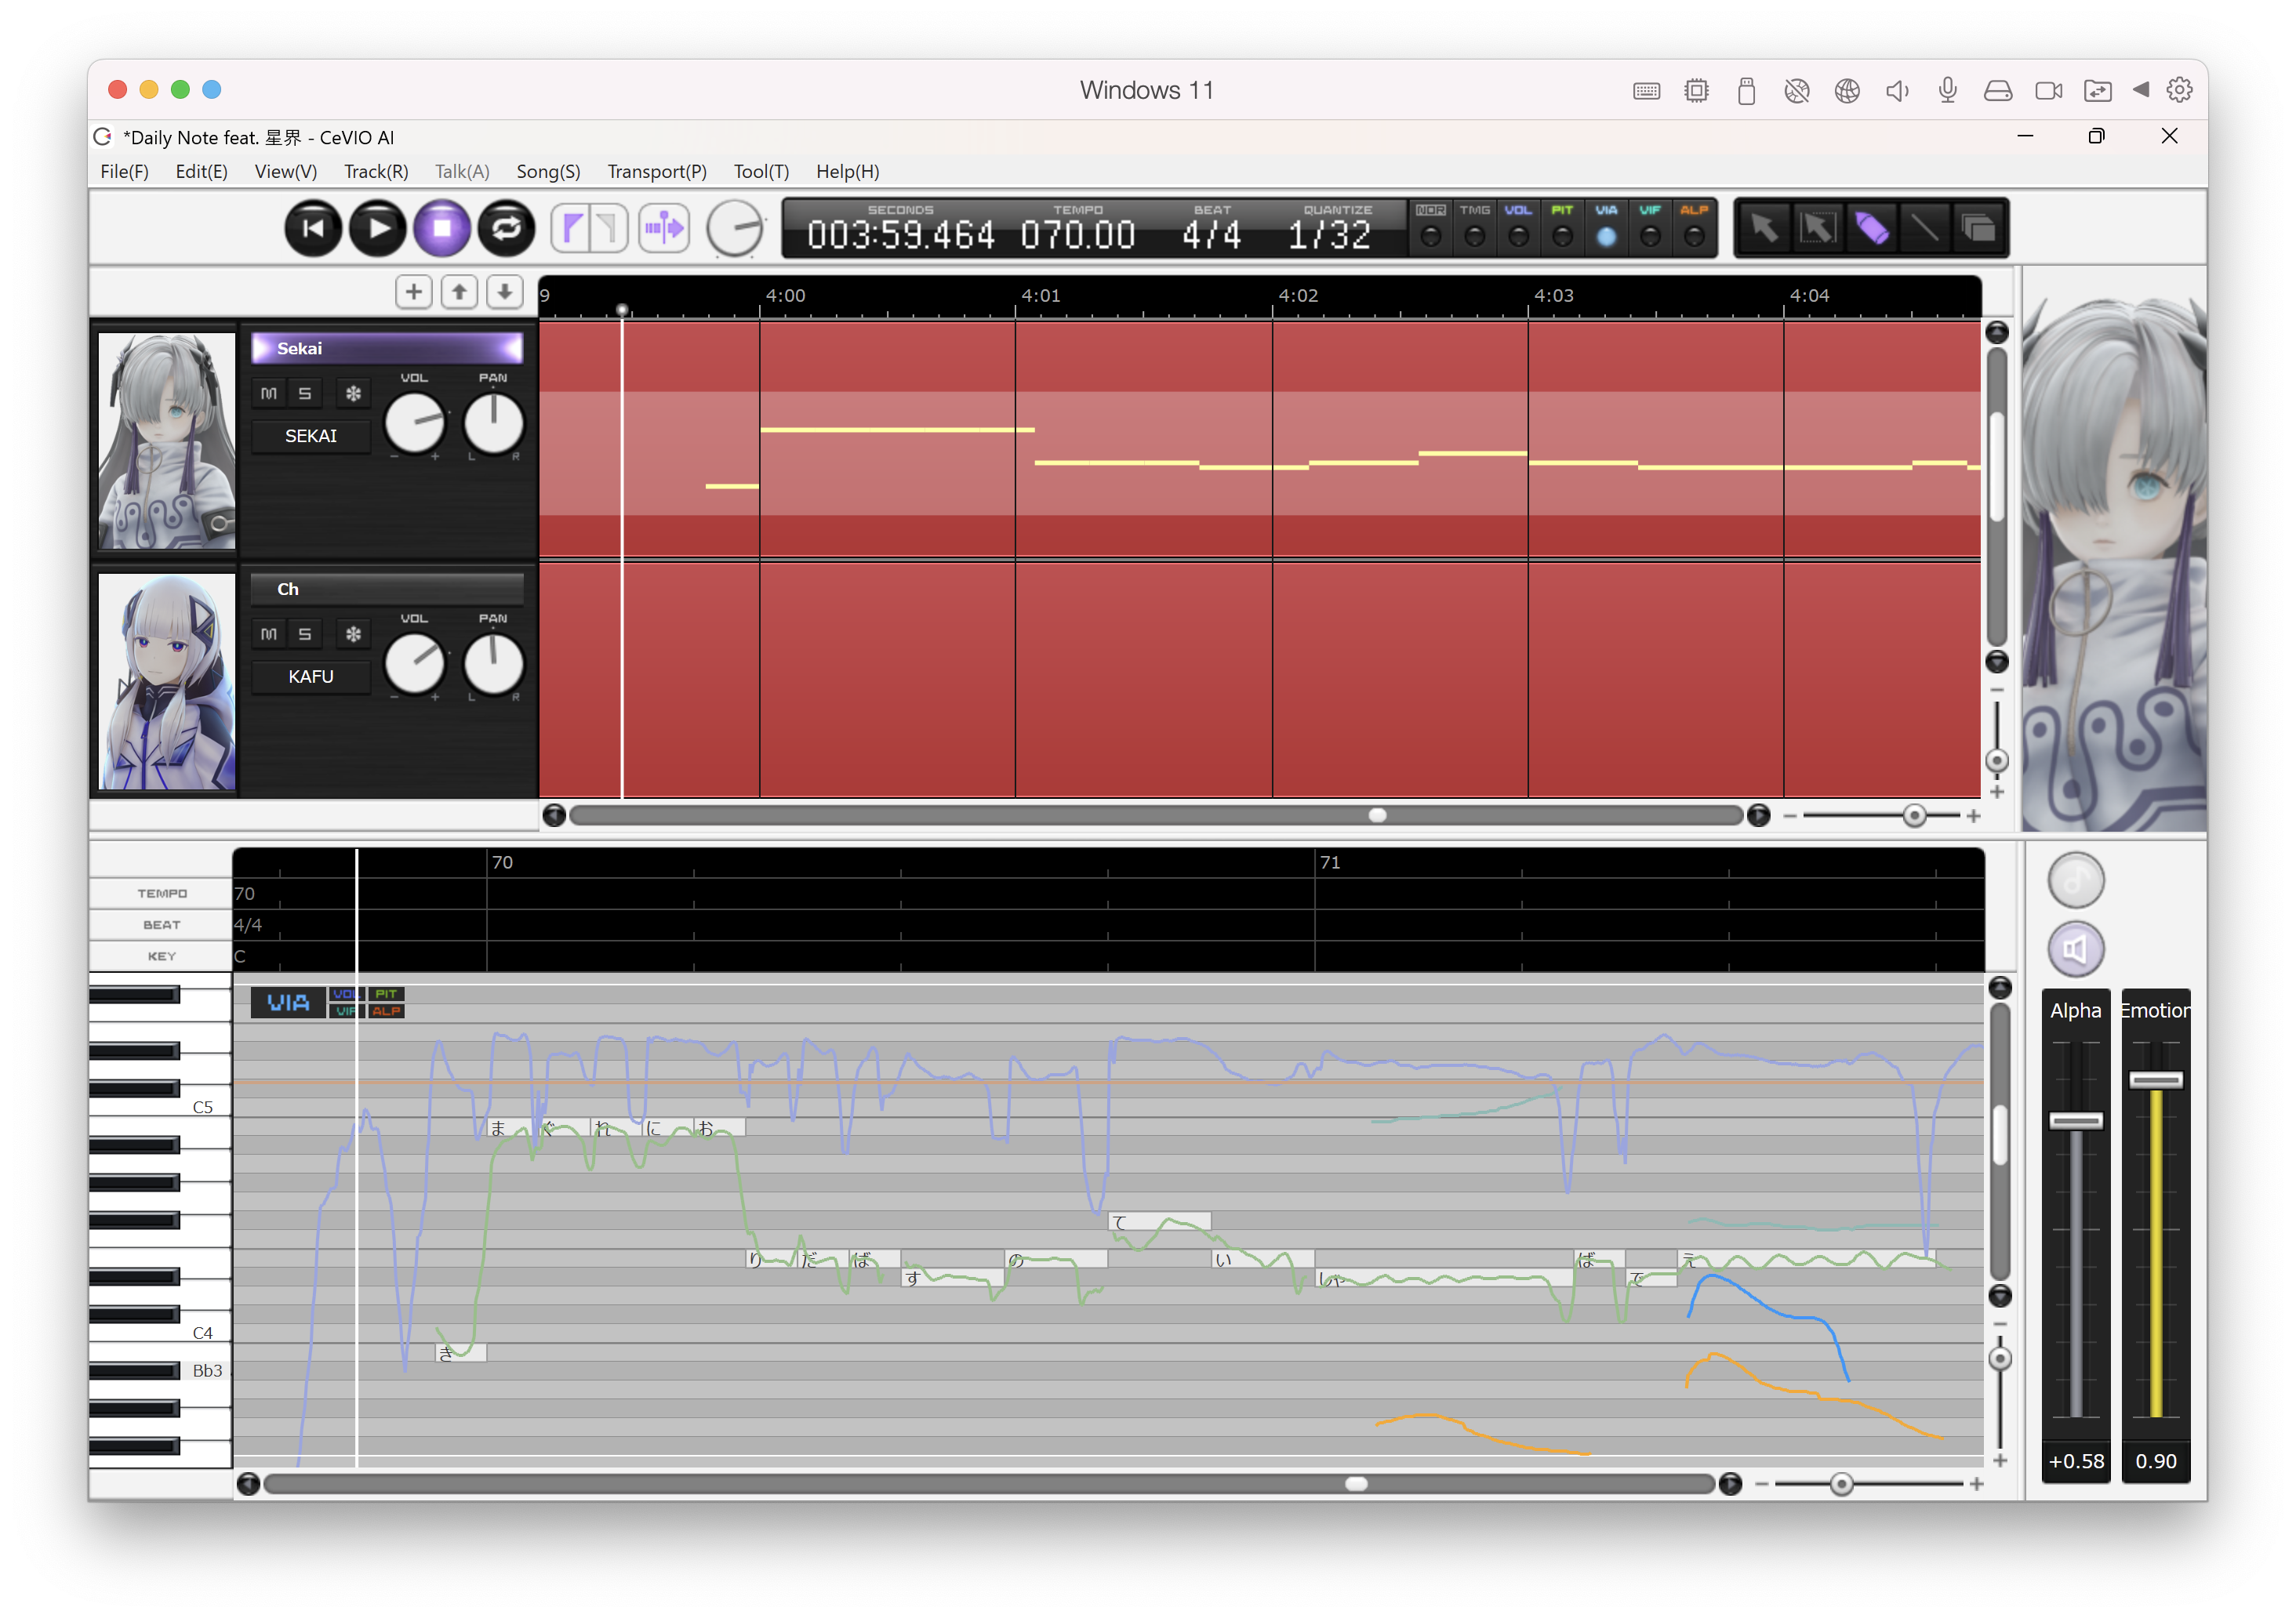 Windows 11
*Daily Note feat. 星界 - CeVIO AI
File(F) Edit(E) View(V) Track(R) Talk(A) Song(S) Transport(P) Tool(T) Help(H)
SECONDS TEMPO BEAT QUANTIZE NOR TMG VOL PIT VIA VIF ALP
003:59.464 070.00 4/4 1/32
9 4:00 4:01 4:02 4:03 4:04
Sekai
VOL PAN
M S
SEKAI
- + L R
Ch
VOL PAN
M S
KAFU
- + L R
70 71
TEMPO 70
BEAT 4/4
KEY C
VIA VOL PIT
VIF ALP
Alpha Emotion
C5
ま ぐ れ に お
て
り だ ば の い ば え
す しゃ で
C4
き
Bb3
+0.58 0.90